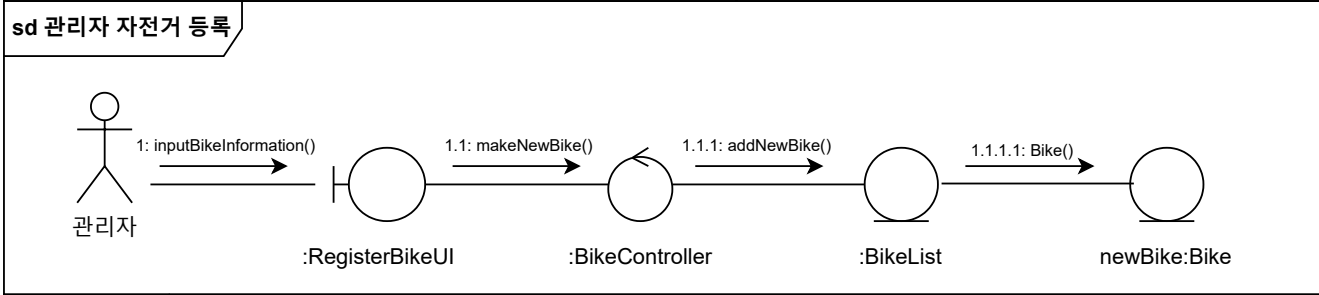 sd 관리자 자전거 등록
1: inputBikeInformation()
1.1: makeNewBike()
1.1.1: addNewBike()
1.1.1.1: Bike()
관리자
:RegisterBikeUI
:BikeController
:BikeList
newBike:Bike